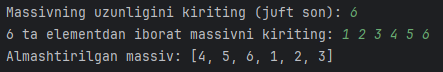 Massivning uzunligini kiriting (juft son): 6
6 ta elementdan iborat massivni kiriting: 1 2 3 4 5 6
Almashtirilgan massiv: [4, 5, 6, 1, 2, 3]